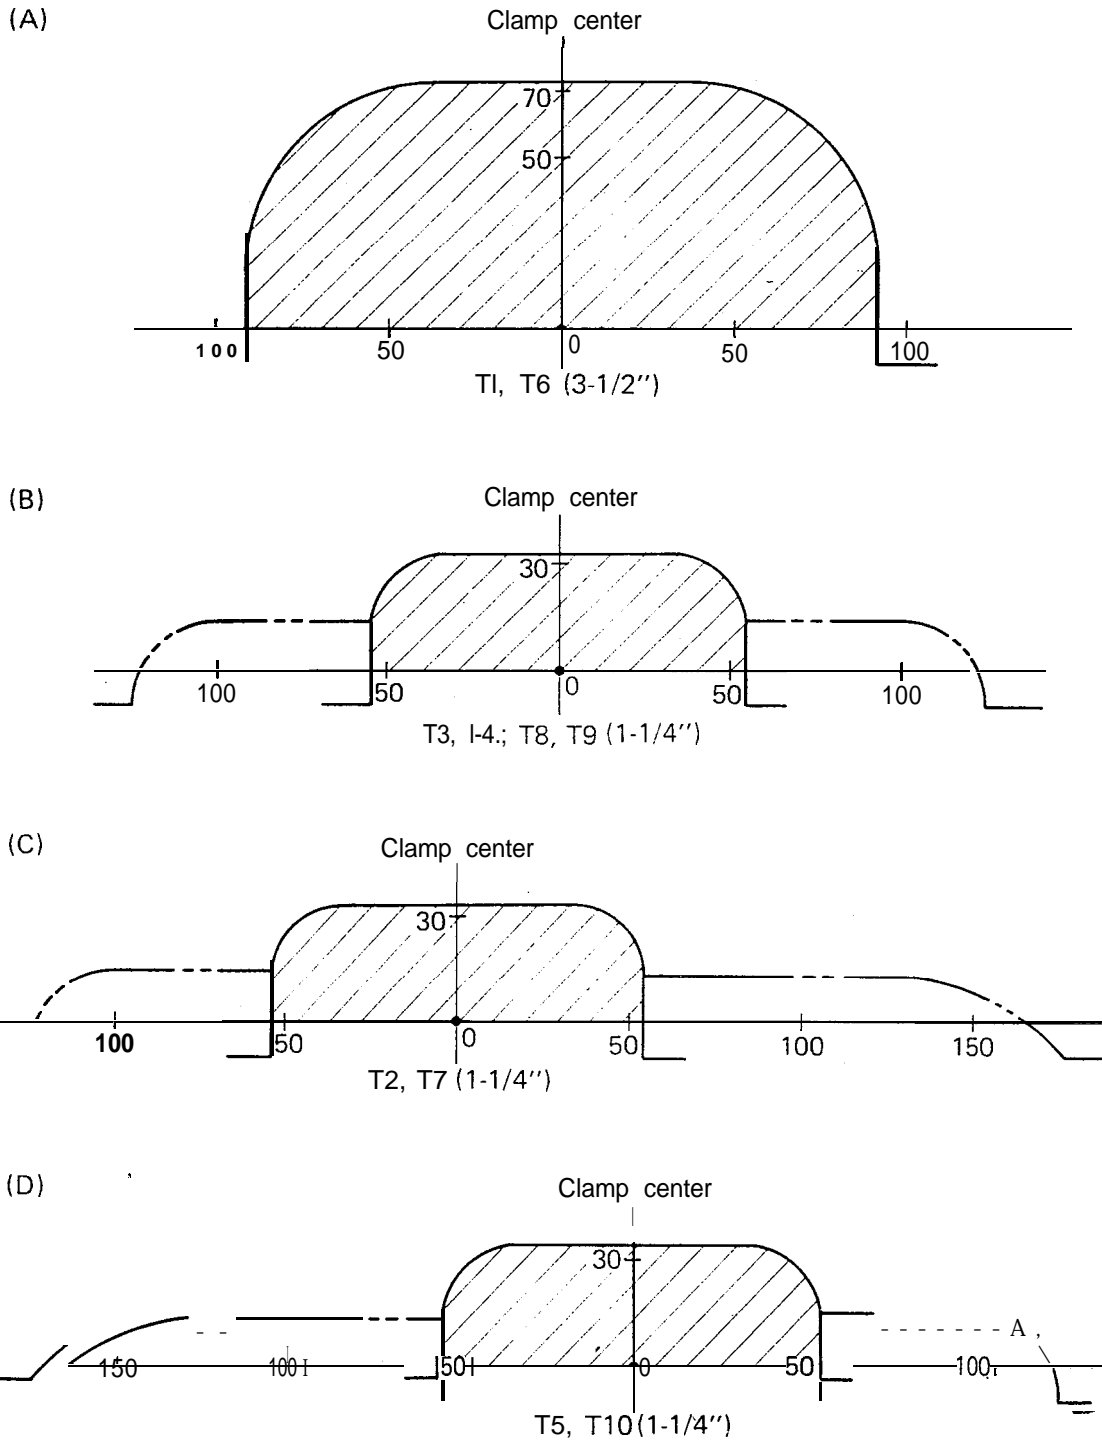 (A)
Clamp center
70
50
100 50 0 50 100
TI, T6 (3-1/2'')
(B)
Clamp center
30
100 50 0 50 100
T3, I-4.; T8, T9 (1-1/4'')
(C)
Clamp center
30
100 50 0 50 100 150
T2, T7 (1-1/4'')
(D)
Clamp center
30
A ,
150 100 50 0 50 100
T5, T10 (1-1/4'')